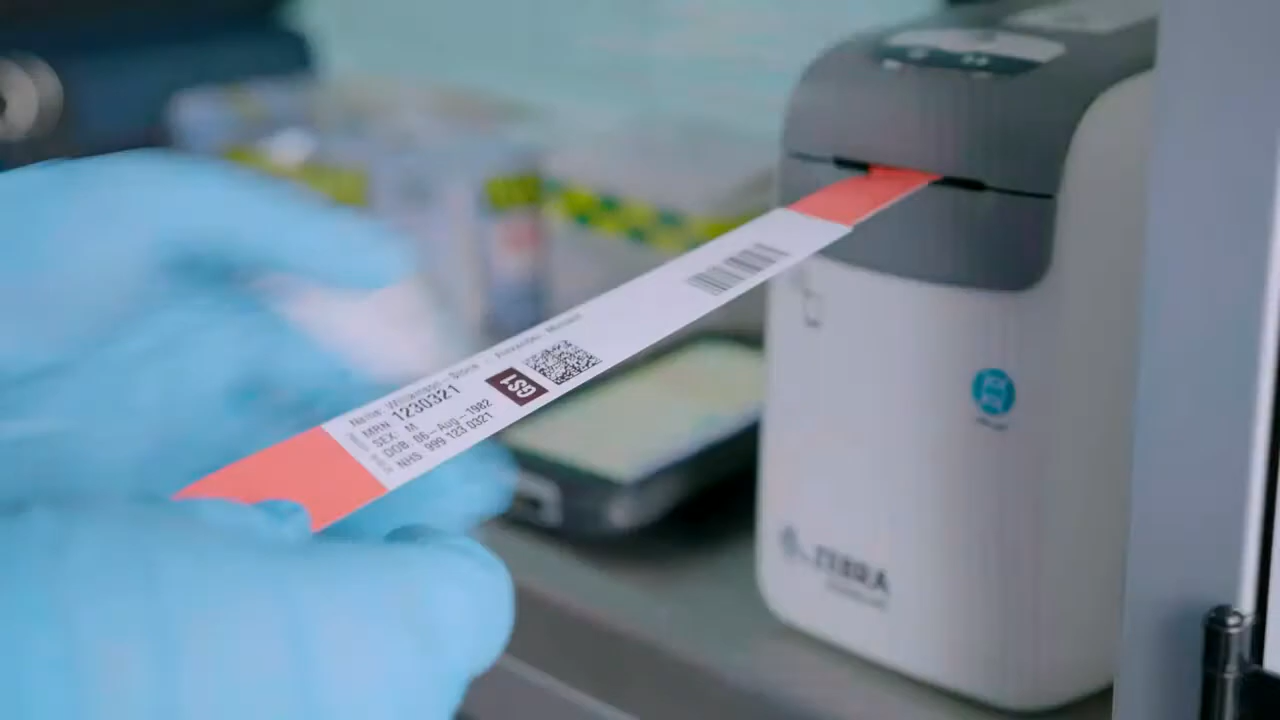 MRN 1230321
SEX: M
DOB 06-Aug-1982
NHS 999 123 0321
GS1
ZEBRA